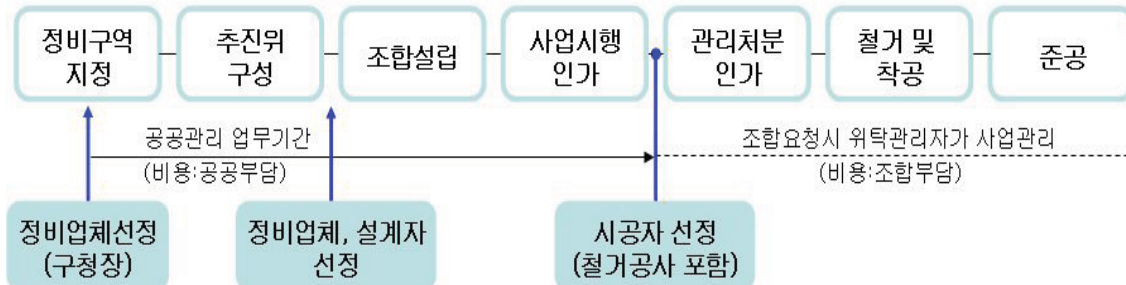 정비구역
지정
추진위
구성
조합설립
사업시행
인가
관리처분
인가
철거 및
착공
준공
공공관리 업무기간
(비용:공공부담)
조합요청시 위탁관리자가 사업관리
(비용:조합부담)
정비업체선정
(구청장)
정비업체, 설계자
선정
시공자 선정
(철거공사 포함)